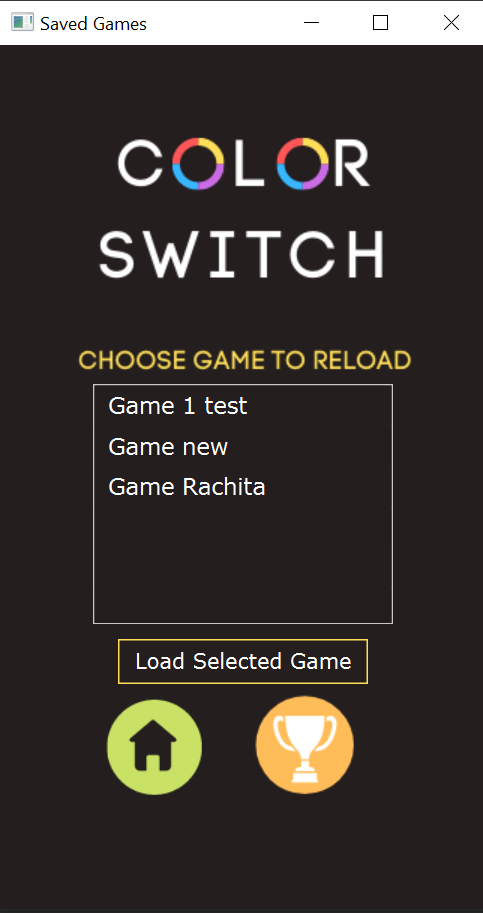 Saved Games
COLOR
SWITCH
CHOOSE GAME TO RELOAD
Game 1 test
Game new
Game Rachita
Load Selected Game